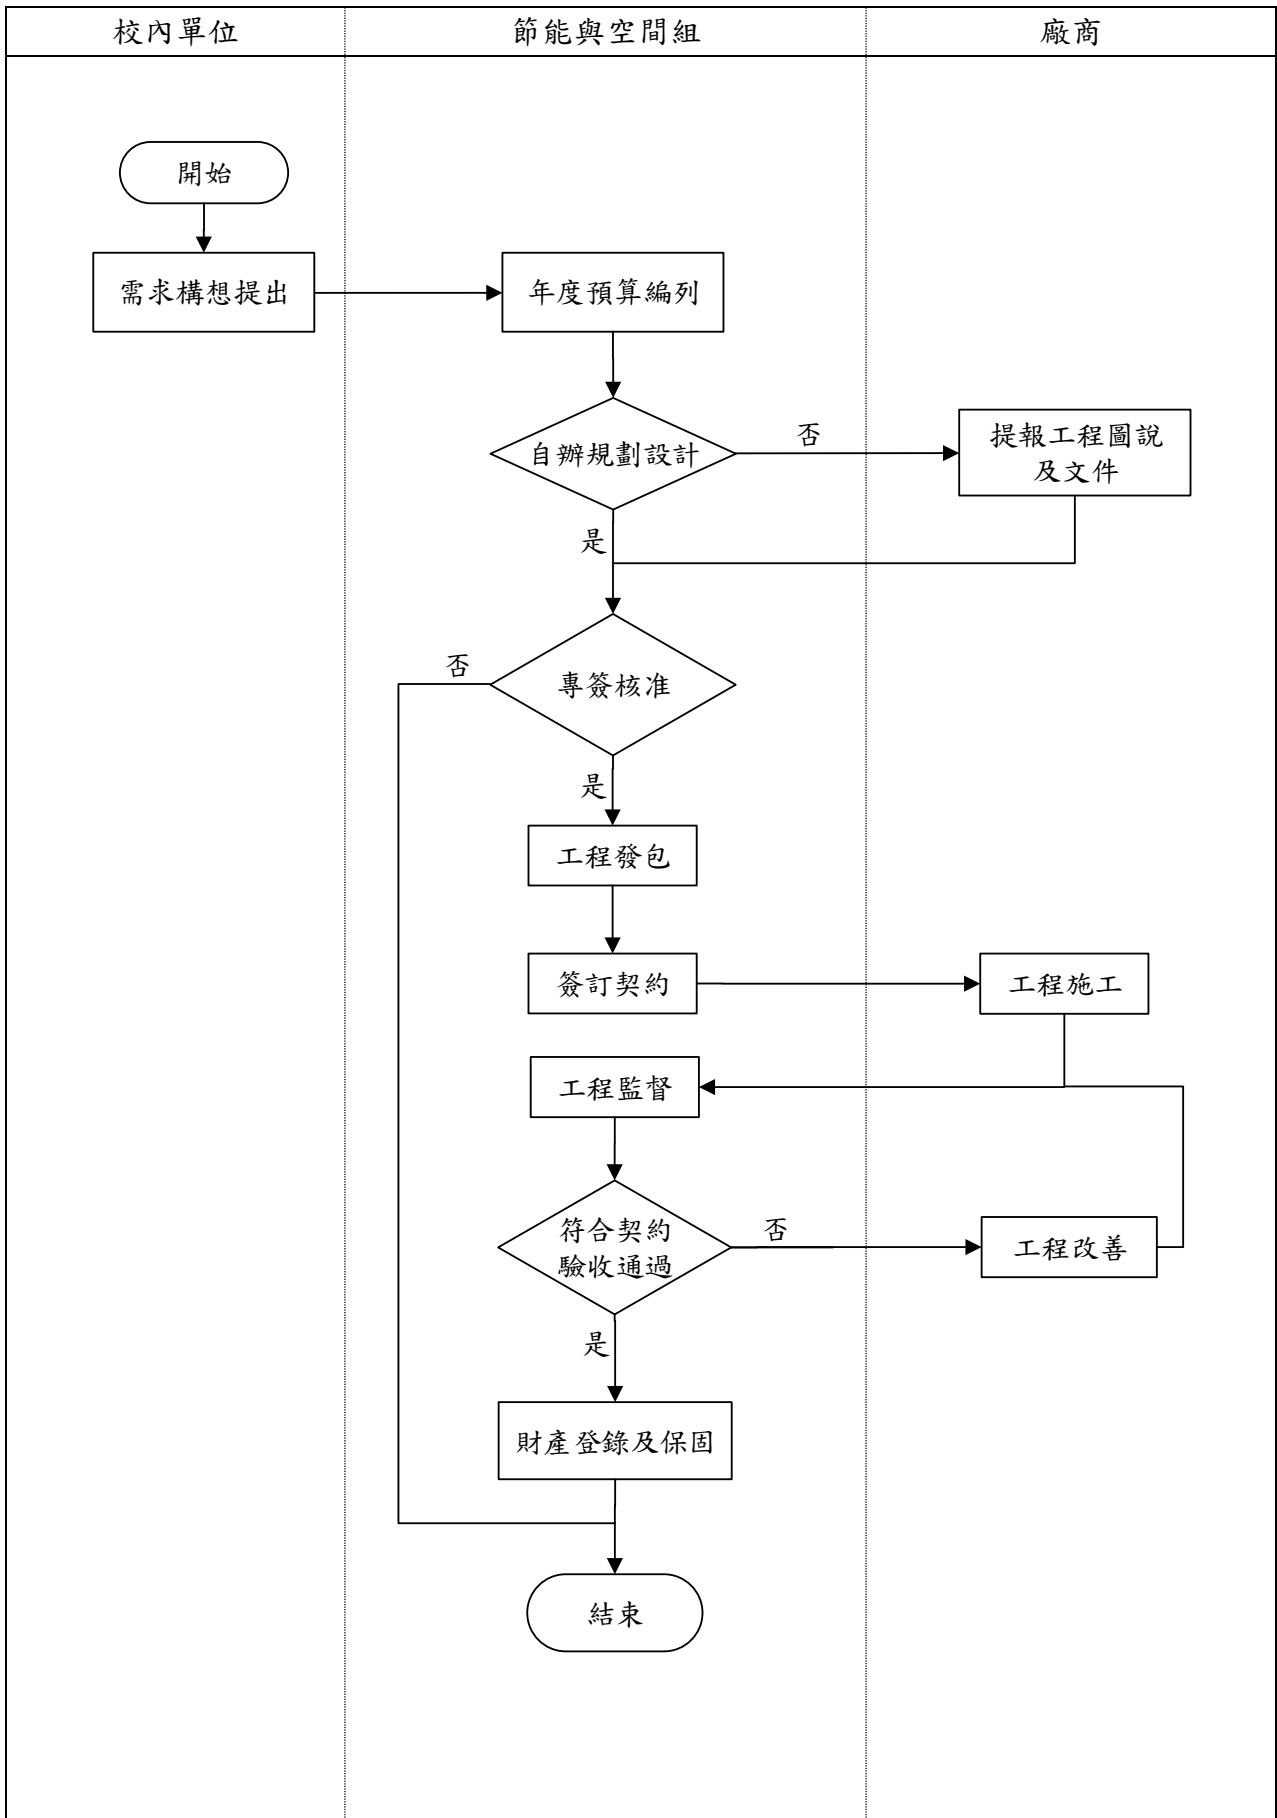 校內單位
節能與空間組
廠商
開始
需求構想提出
年度預算編列
自辦規劃設計
否
提報工程圖說
及文件
是
否
專簽核准
是
工程發包
簽訂契約
工程施工
工程監督
符合契約
驗收通過
否
工程改善
是
財產登錄及保固
結束